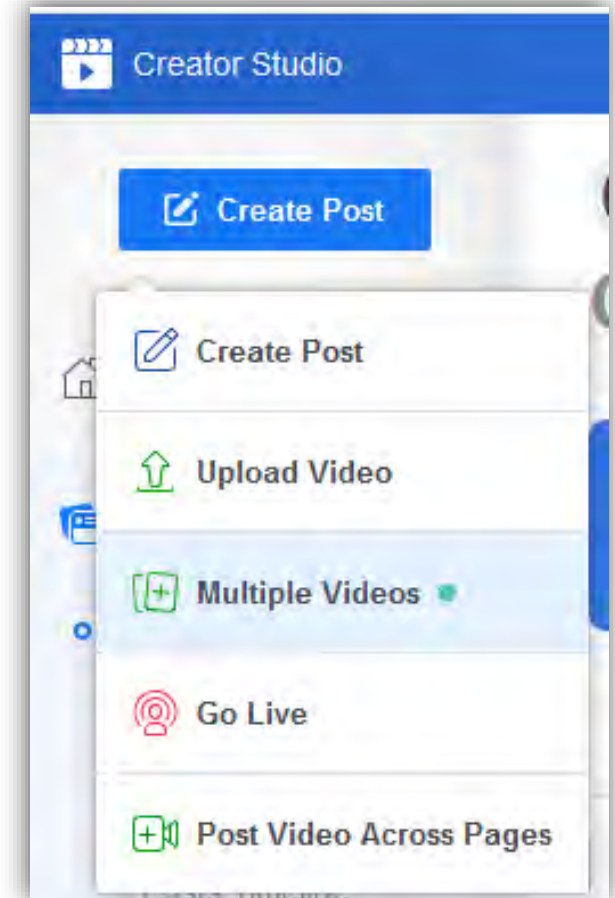 Creator Studio
Create Post
Create Post
Upload Video
Multiple Videos
Go Live
Post Video Across Pages